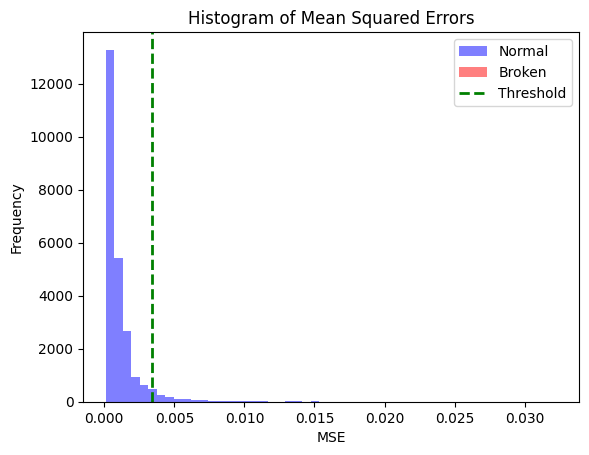 Histogram of Mean Squared Errors
Normal
Broken
Threshold
Frequency
12000
10000
8000
6000
4000
2000
0
0.000 0.005 0.010 0.015 0.020 0.025 0.030
MSE